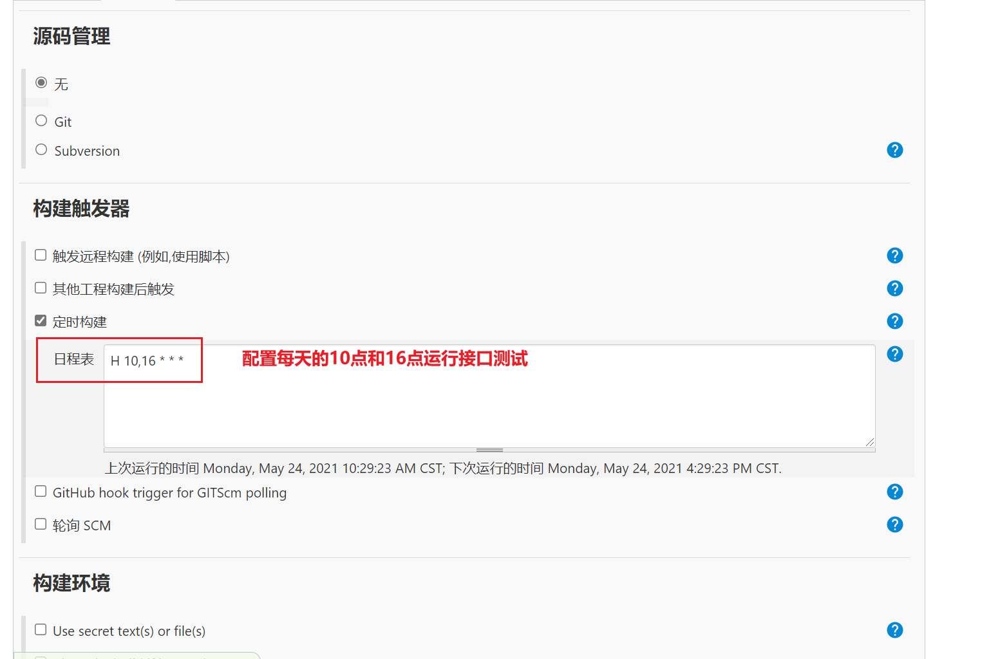 源码管理
无
Git
Subversion
构建触发器
触发远程构建 (例如,使用脚本)
其他工程构建后触发
定时构建
日程表 H 10,16 * * * 配置每天的10点和16点运行接口测试
上次运行的时间 Monday, May 24, 2021 10:29:23 AM CST; 下次运行的时间 Monday, May 24, 2021 4:29:23 PM CST.
GitHub hook trigger for GITScm polling
轮询 SCM
构建环境
Use secret text(s) or file(s)